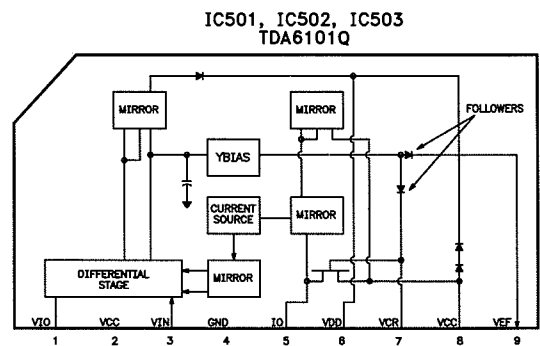 IC501, IC502, IC503
TDA6101Q
MIRROR
MIRROR
FOLLOWERS
YBIAS
CURRENT
SOURCE
MIRROR
DIFFERENTIAL
STAGE
MIRROR
VIO VCC VIN GND IO VDD VCR VCC VEF
1 2 3 4 5 6 7 8 9